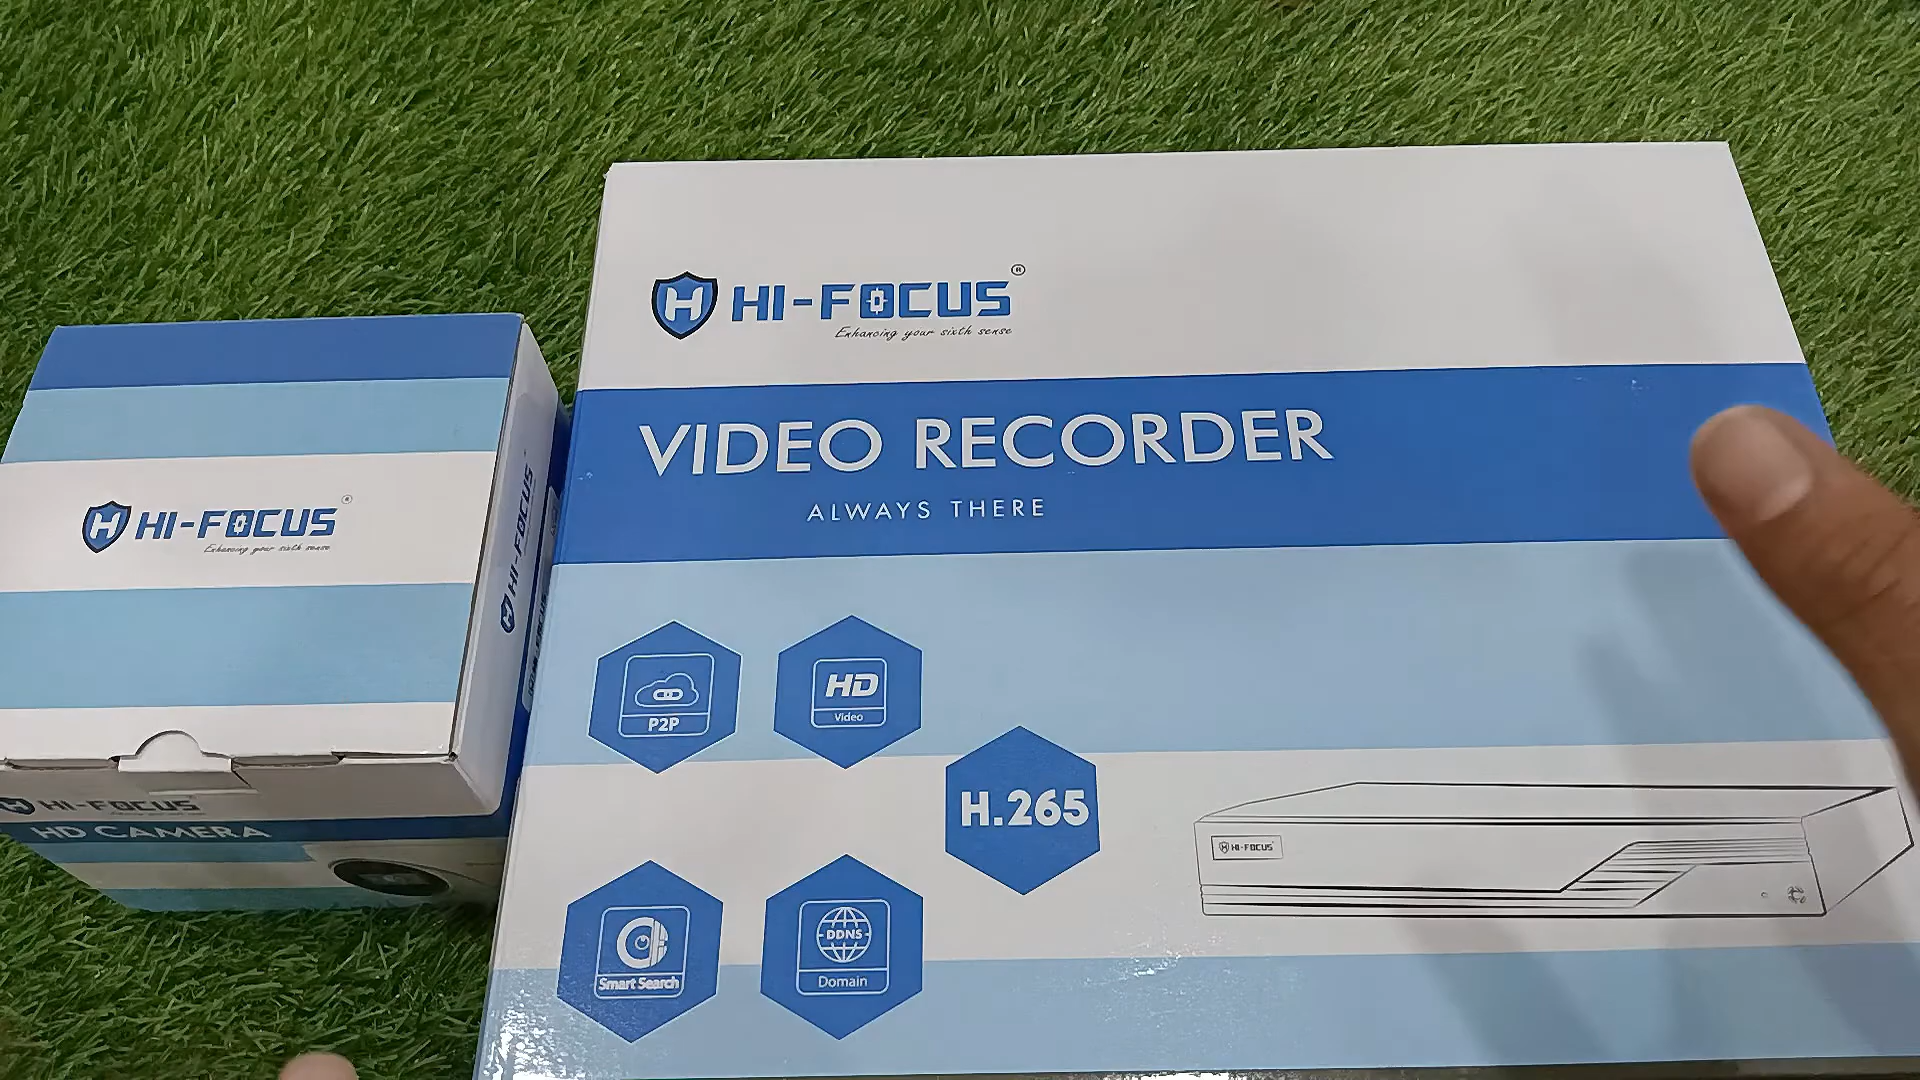 HI-FOCUS®
Enhancing your sixth sense
VIDEO RECORDER
ALWAYS THERE
P2P
HD
Video
H.265
Smart Search
DDNS
Domain
HI-FOCUS
HI-FOCUS®
Enhancing your sixth sense
HI-FOCUS
HI-FOCUS
HD CAMERA